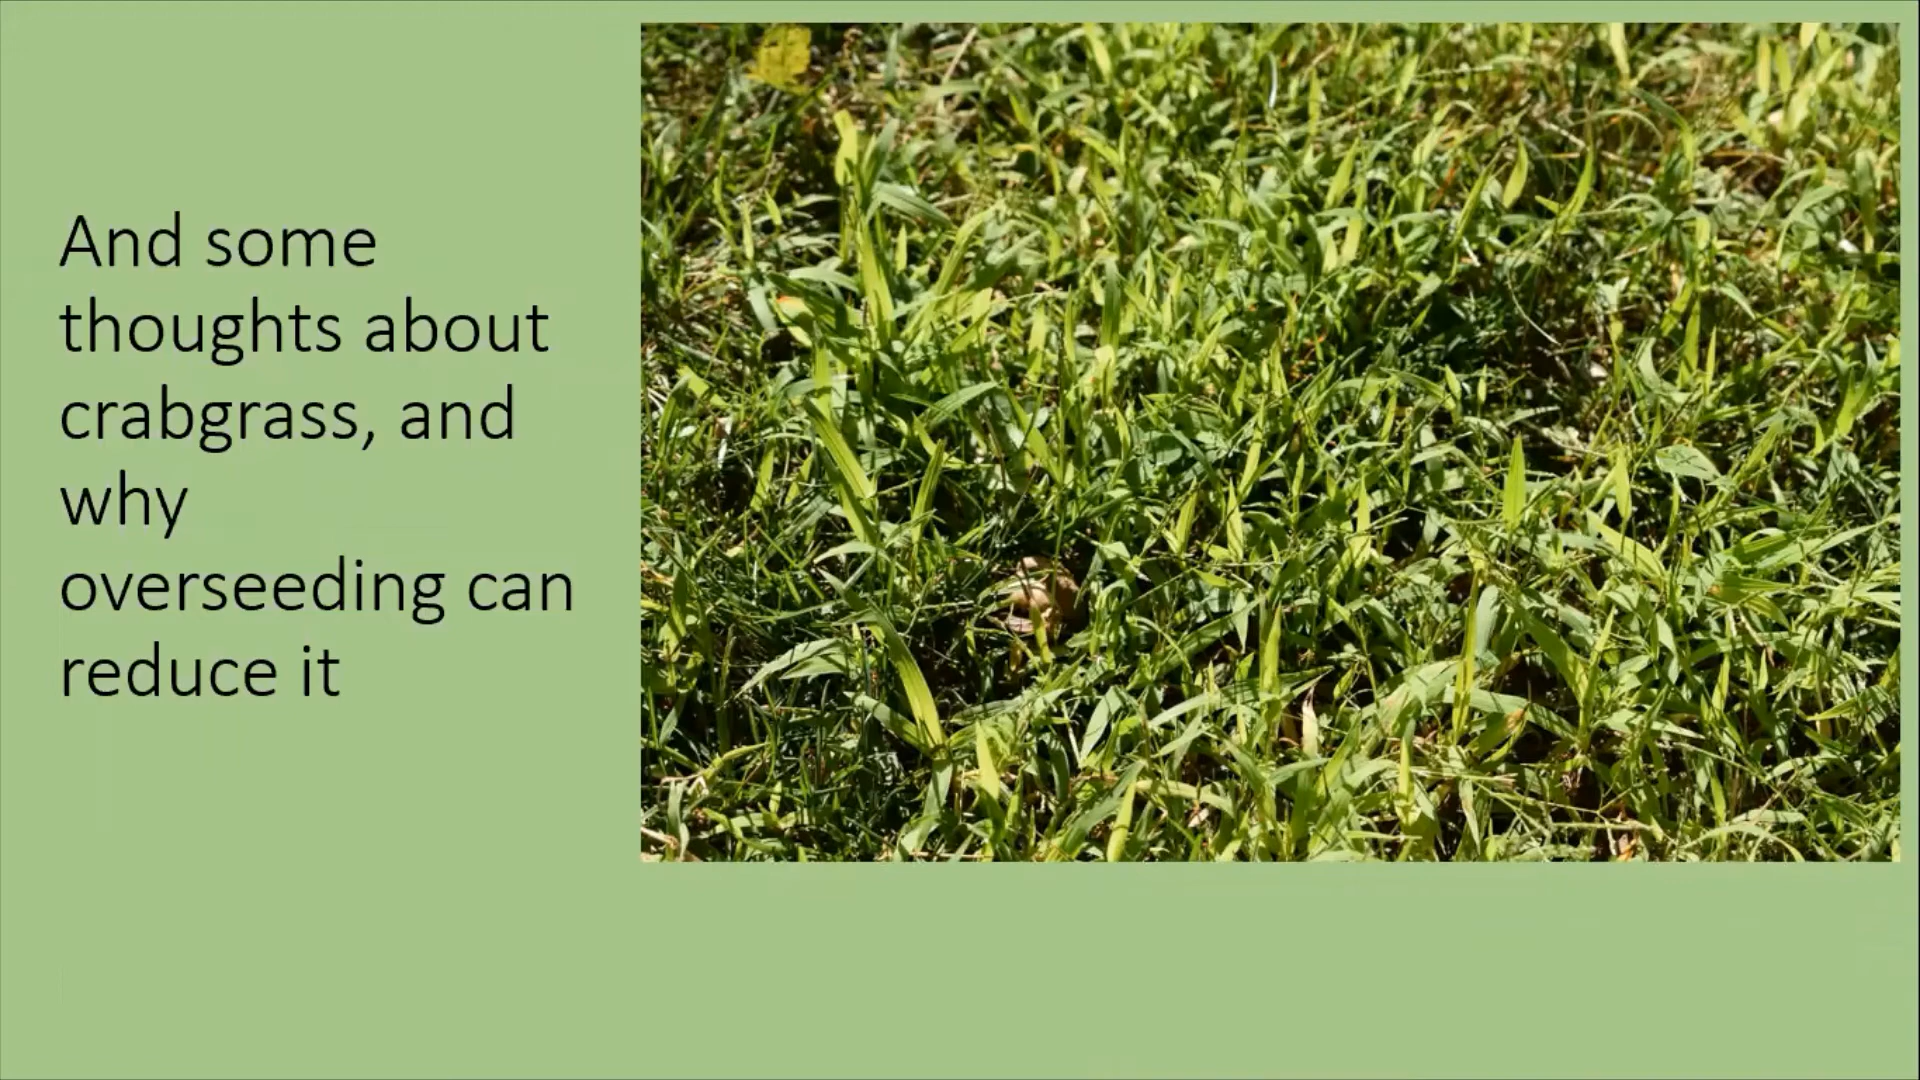 And some
thoughts about
crabgrass, and
why
overseeding can
reduce it